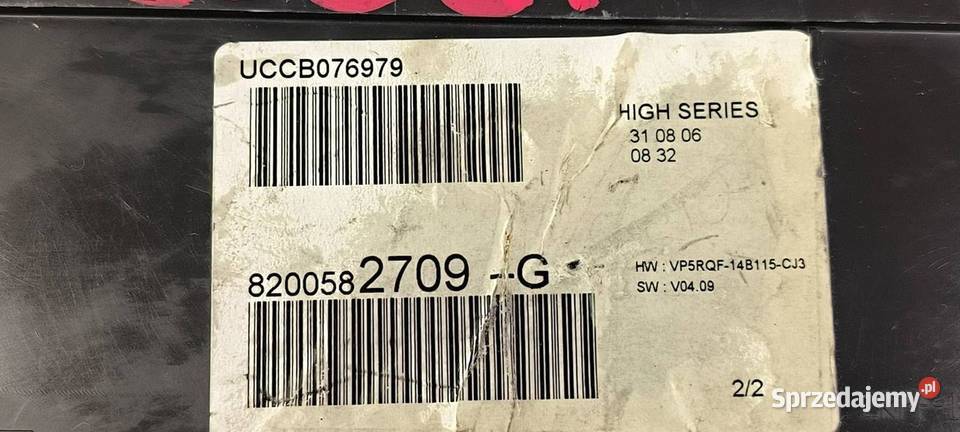 UCCB076979
HIGH SERIES
31 08 06
08 32
8200582709 --G
HW : VP5RQF-14B115-CJ3
SW : V04.09
2/2
Sprzedajemy.pl